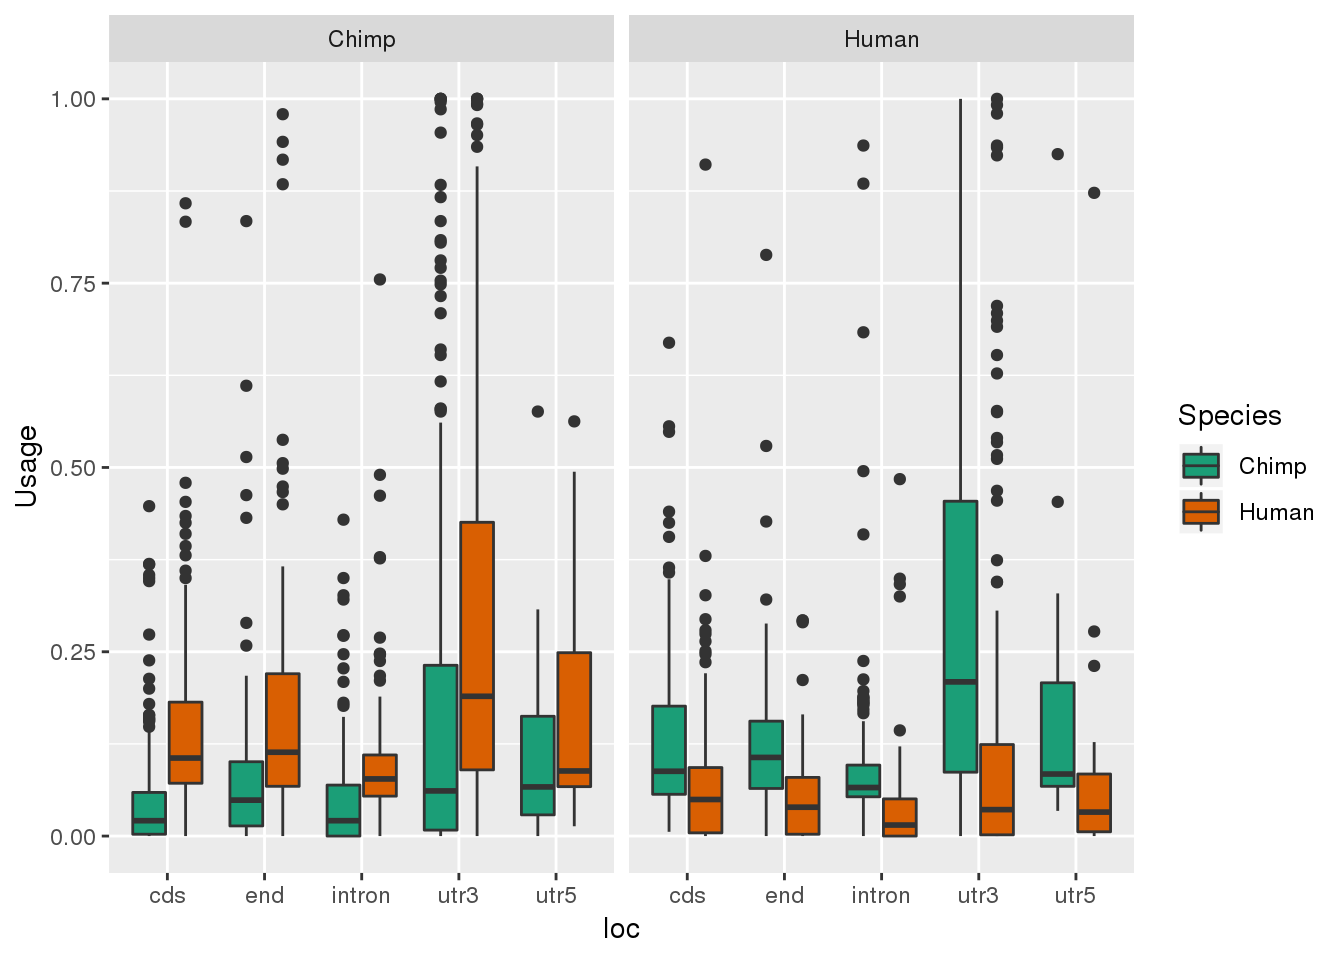 Chimp Human
1.00
0.75
0.50
0.25
0.00
Usage
cds end intron utr3 utr5 cds end intron utr3 utr5
loc
Species
Chimp
Human